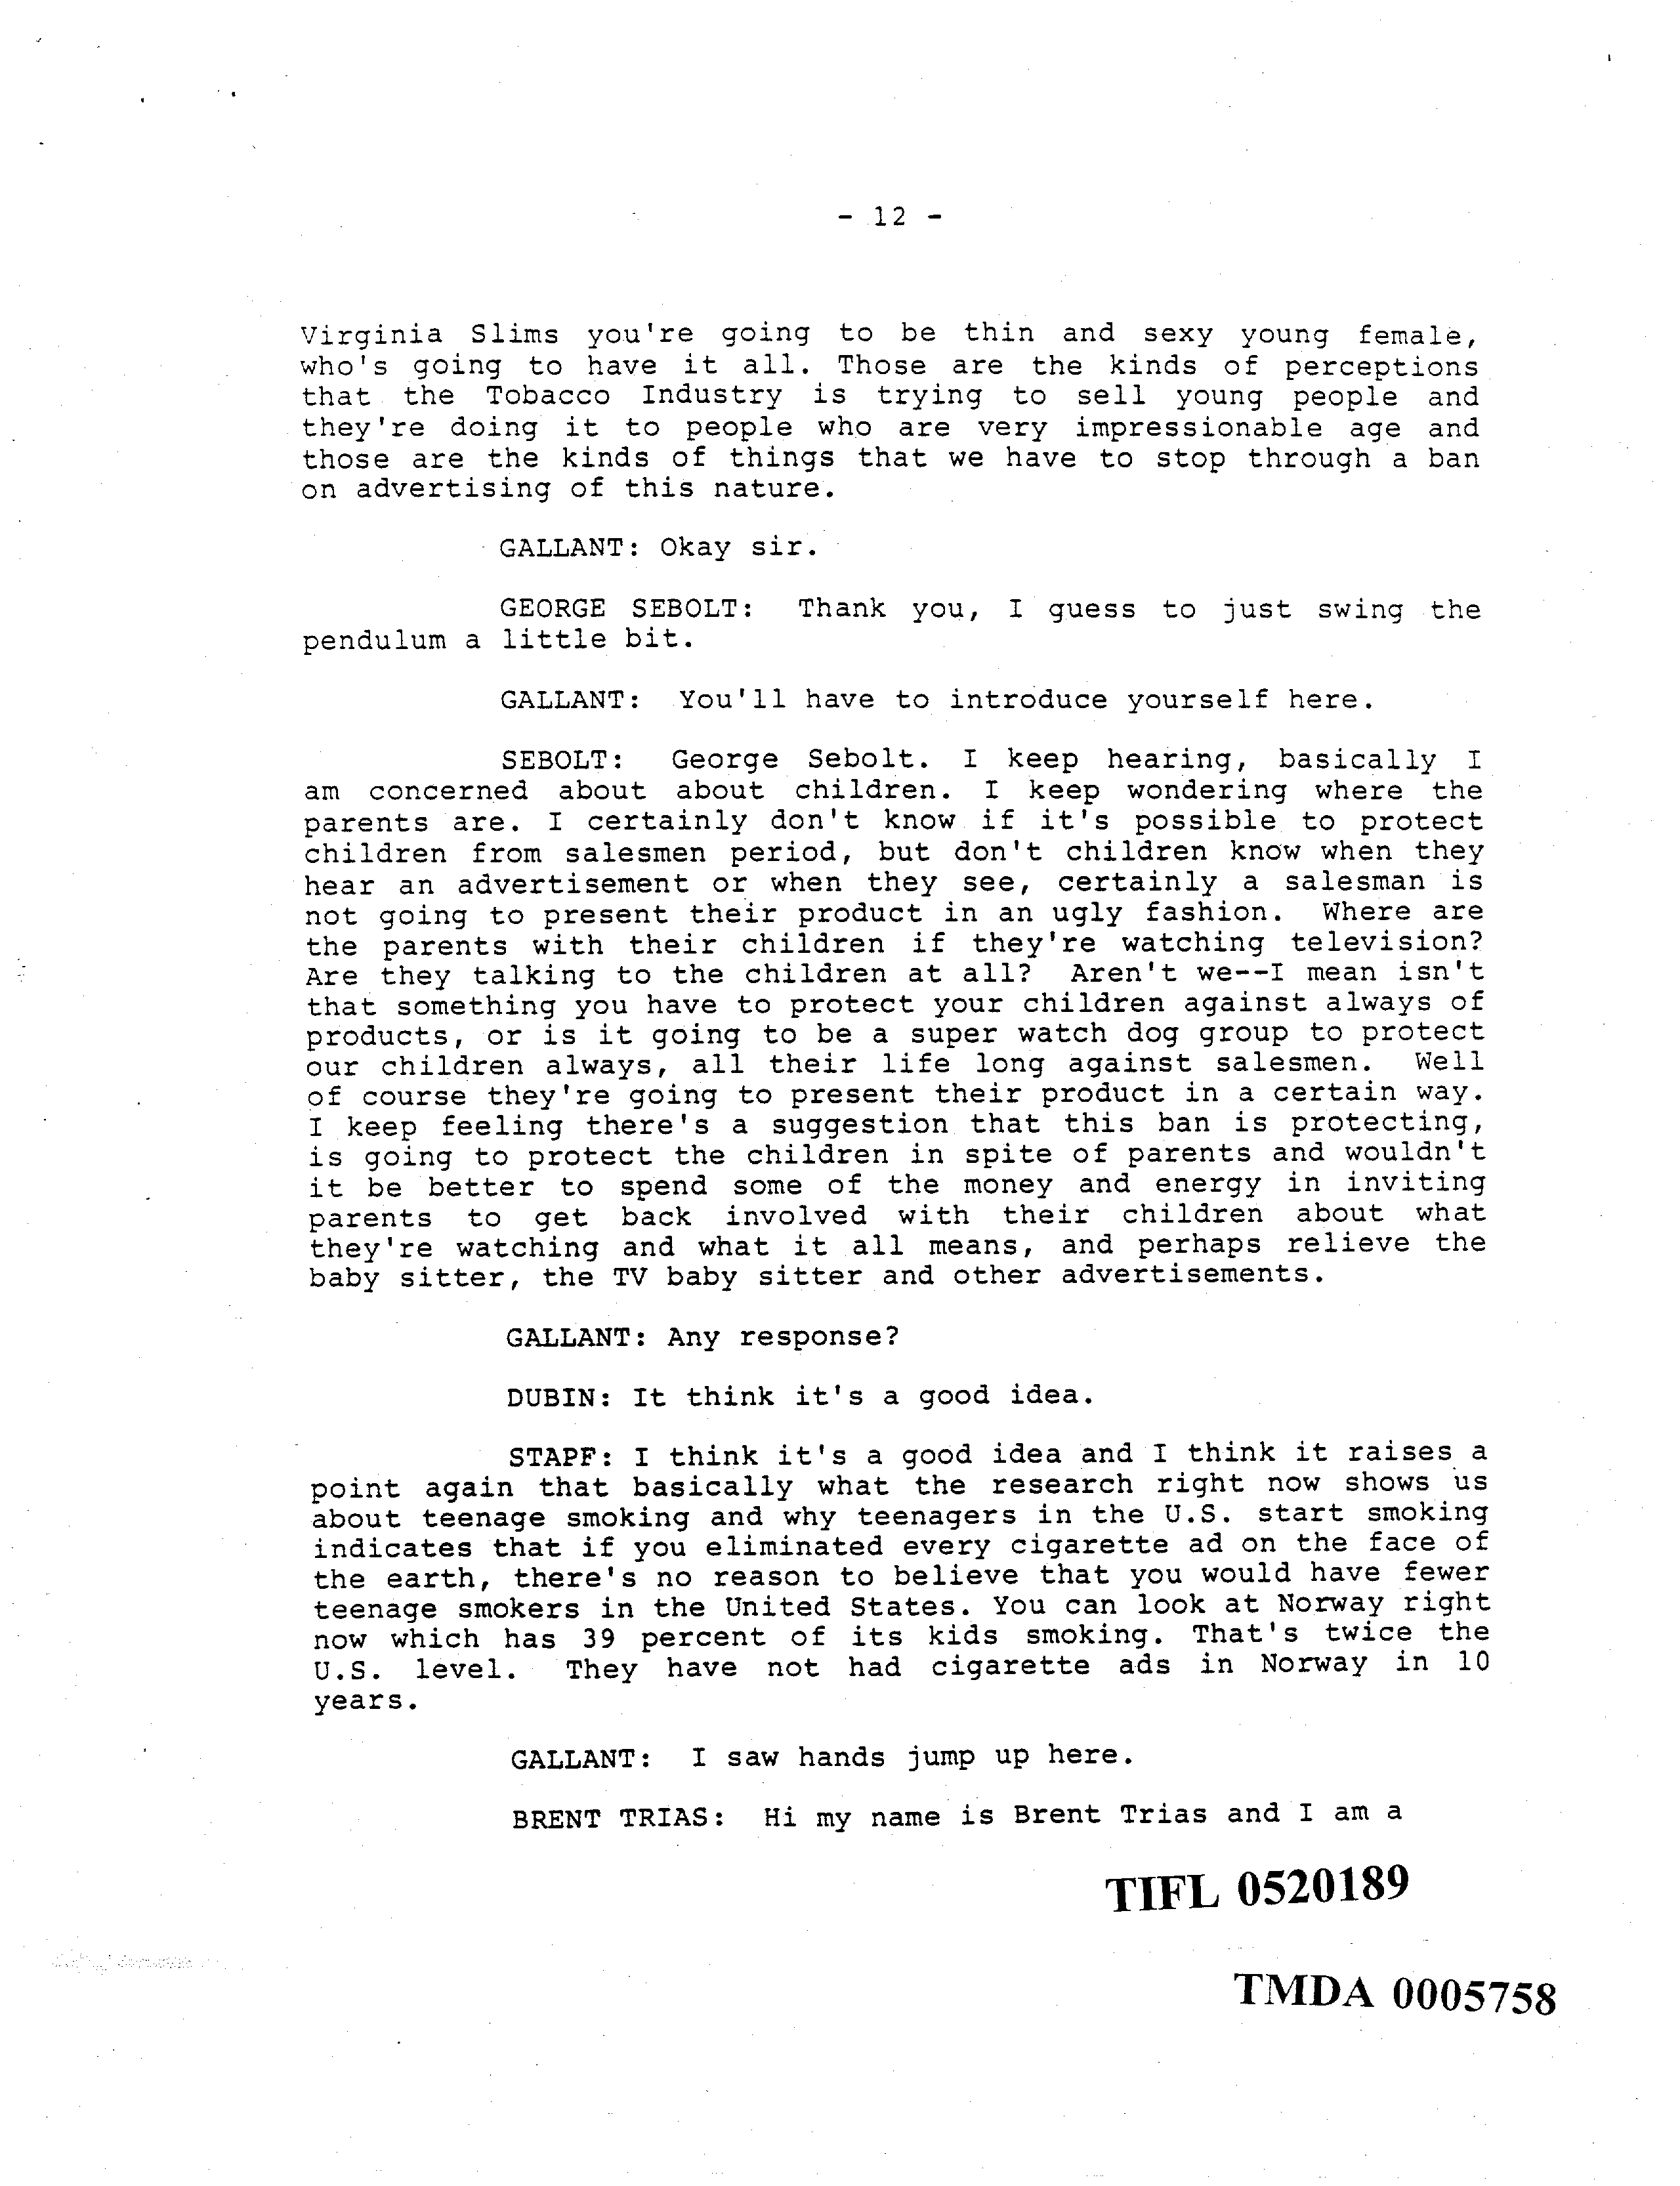 - 12 -
Virginia Slims you're going to be thin and sexy young female,
who's going to have it all. Those are the kinds of perceptions
that the Tobacco Industry is trying to sell young people and
they're doing it to people who are very impressionable age and
those are the kinds of things that we have to stop through a ban
on advertising of this nature.
GALLANT: Okay sir.
GEORGE SEBOLT: Thank you, I guess to just swing the
pendulum a little bit.
GALLANT: You'll have to introduce yourself here.
SEBOLT: George Sebolt. I keep hearing, basically I
am concerned about about children. I keep wondering where the
parents are. I certainly don't know if it's possible to protect
children from salesmen period, but don't children know when they
hear an advertisement or when they see, certainly a salesman is
not going to present their product in an ugly fashion. Where are
the parents with their children if they're watching television?
Are they talking to the children at all? Aren't we--I mean isn't
that something you have to protect your children against always of
products, or is it going to be a super watch dog group to protect
our children always, all their life long against salesmen. Well
of course they're going to present their product in a certain way.
I keep feeling there's a suggestion that this ban is protecting,
is going to protect the children in spite of parents and wouldn't
it be better to spend some of the money and energy in inviting
parents to get back involved with their children about what
they're watching and what it all means, and perhaps relieve the
baby sitter, the TV baby sitter and other advertisements.
GALLANT: Any response?
DUBIN: It think it's a good idea.
STAPF: I think it's a good idea and I think it raises a
point again that basically what the research right now shows us
about teenage smoking and why teenagers in the U.S. start smoking
indicates that if you eliminated every cigarette ad on the face of
the earth, there's no reason to believe that you would have fewer
teenage smokers in the United States. You can look at Norway right
now which has 39 percent of its kids smoking. That's twice the
U.S. level. They have not had cigarette ads in Norway in 10
years.
GALLANT: I saw hands jump up here.
BRENT TRIAS: Hi my name is Brent Trias and I am a
TIFL 0520189
TMDA 0005758